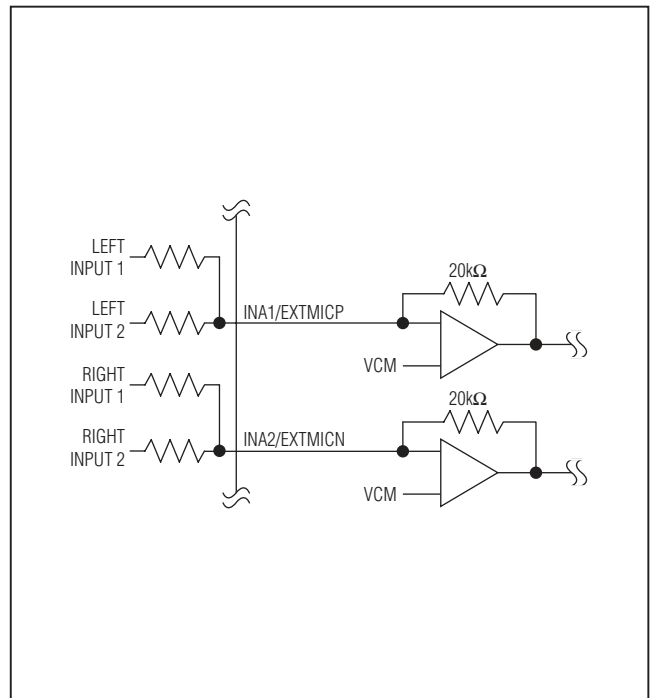 LEFT
INPUT 1
LEFT
INPUT 2
INA1/EXTMICP
20kΩ
VCM
RIGHT
INPUT 1
RIGHT
INPUT 2
INA2/EXTMICN
20kΩ
VCM